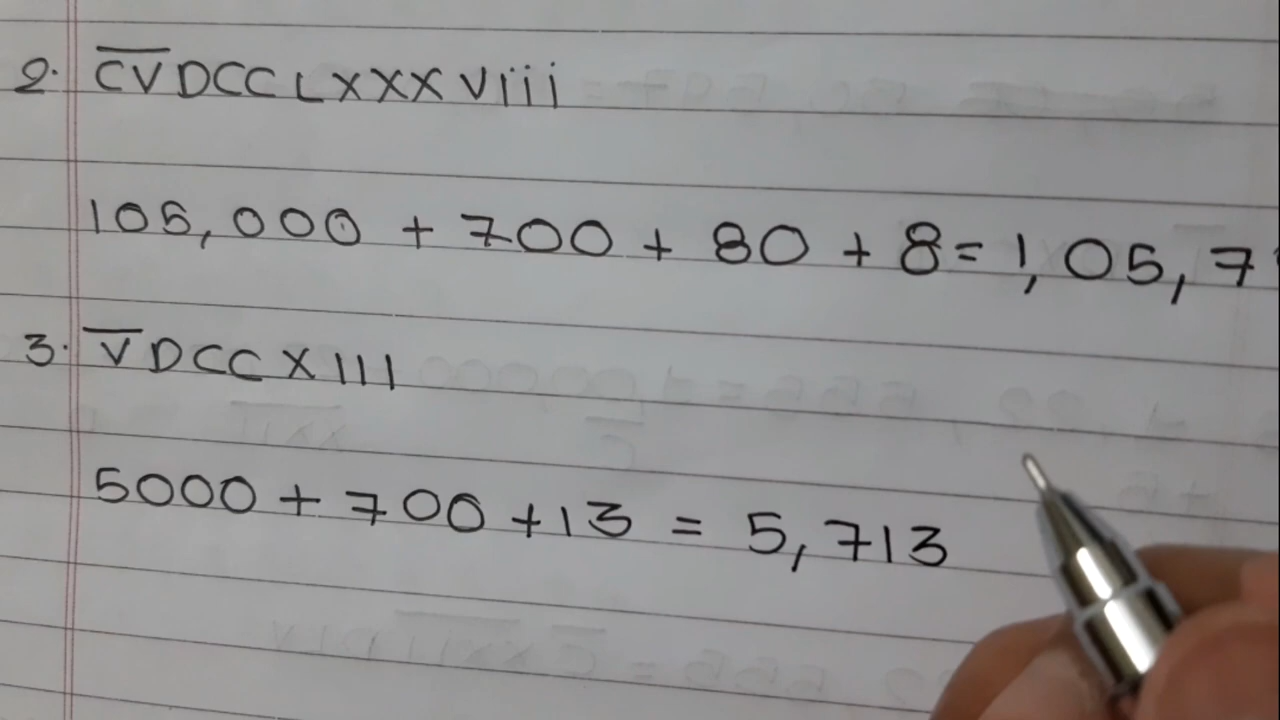 2. C̅V̅DCCLXXXViii
105,000 + 700 + 80 + 8 = 1,05,7
3. V̅DCCXIII
5000 + 700 + 13 = 5,713